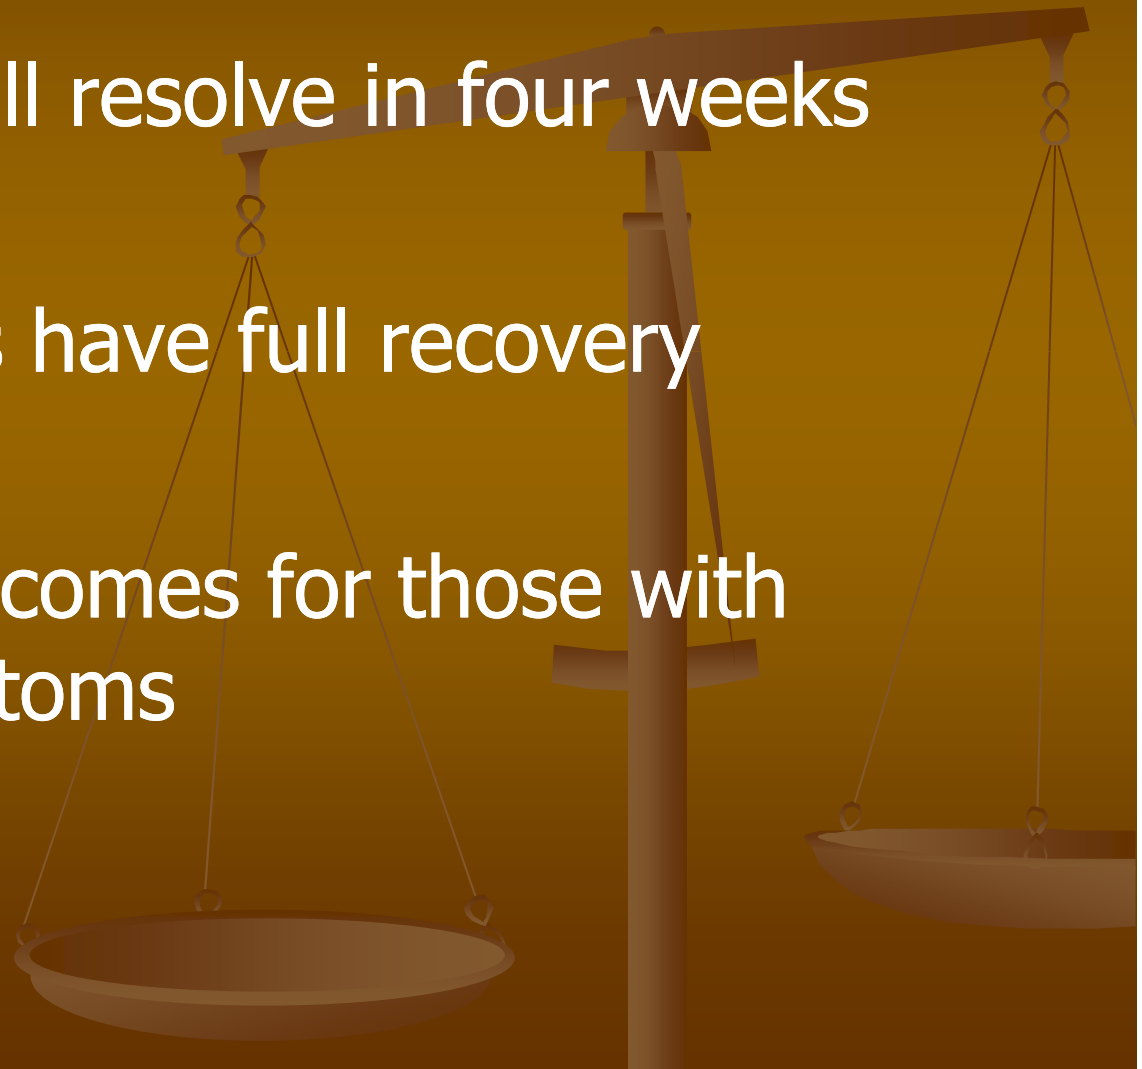 ll resolve in four weeks
s have full recovery
comes for those with
toms